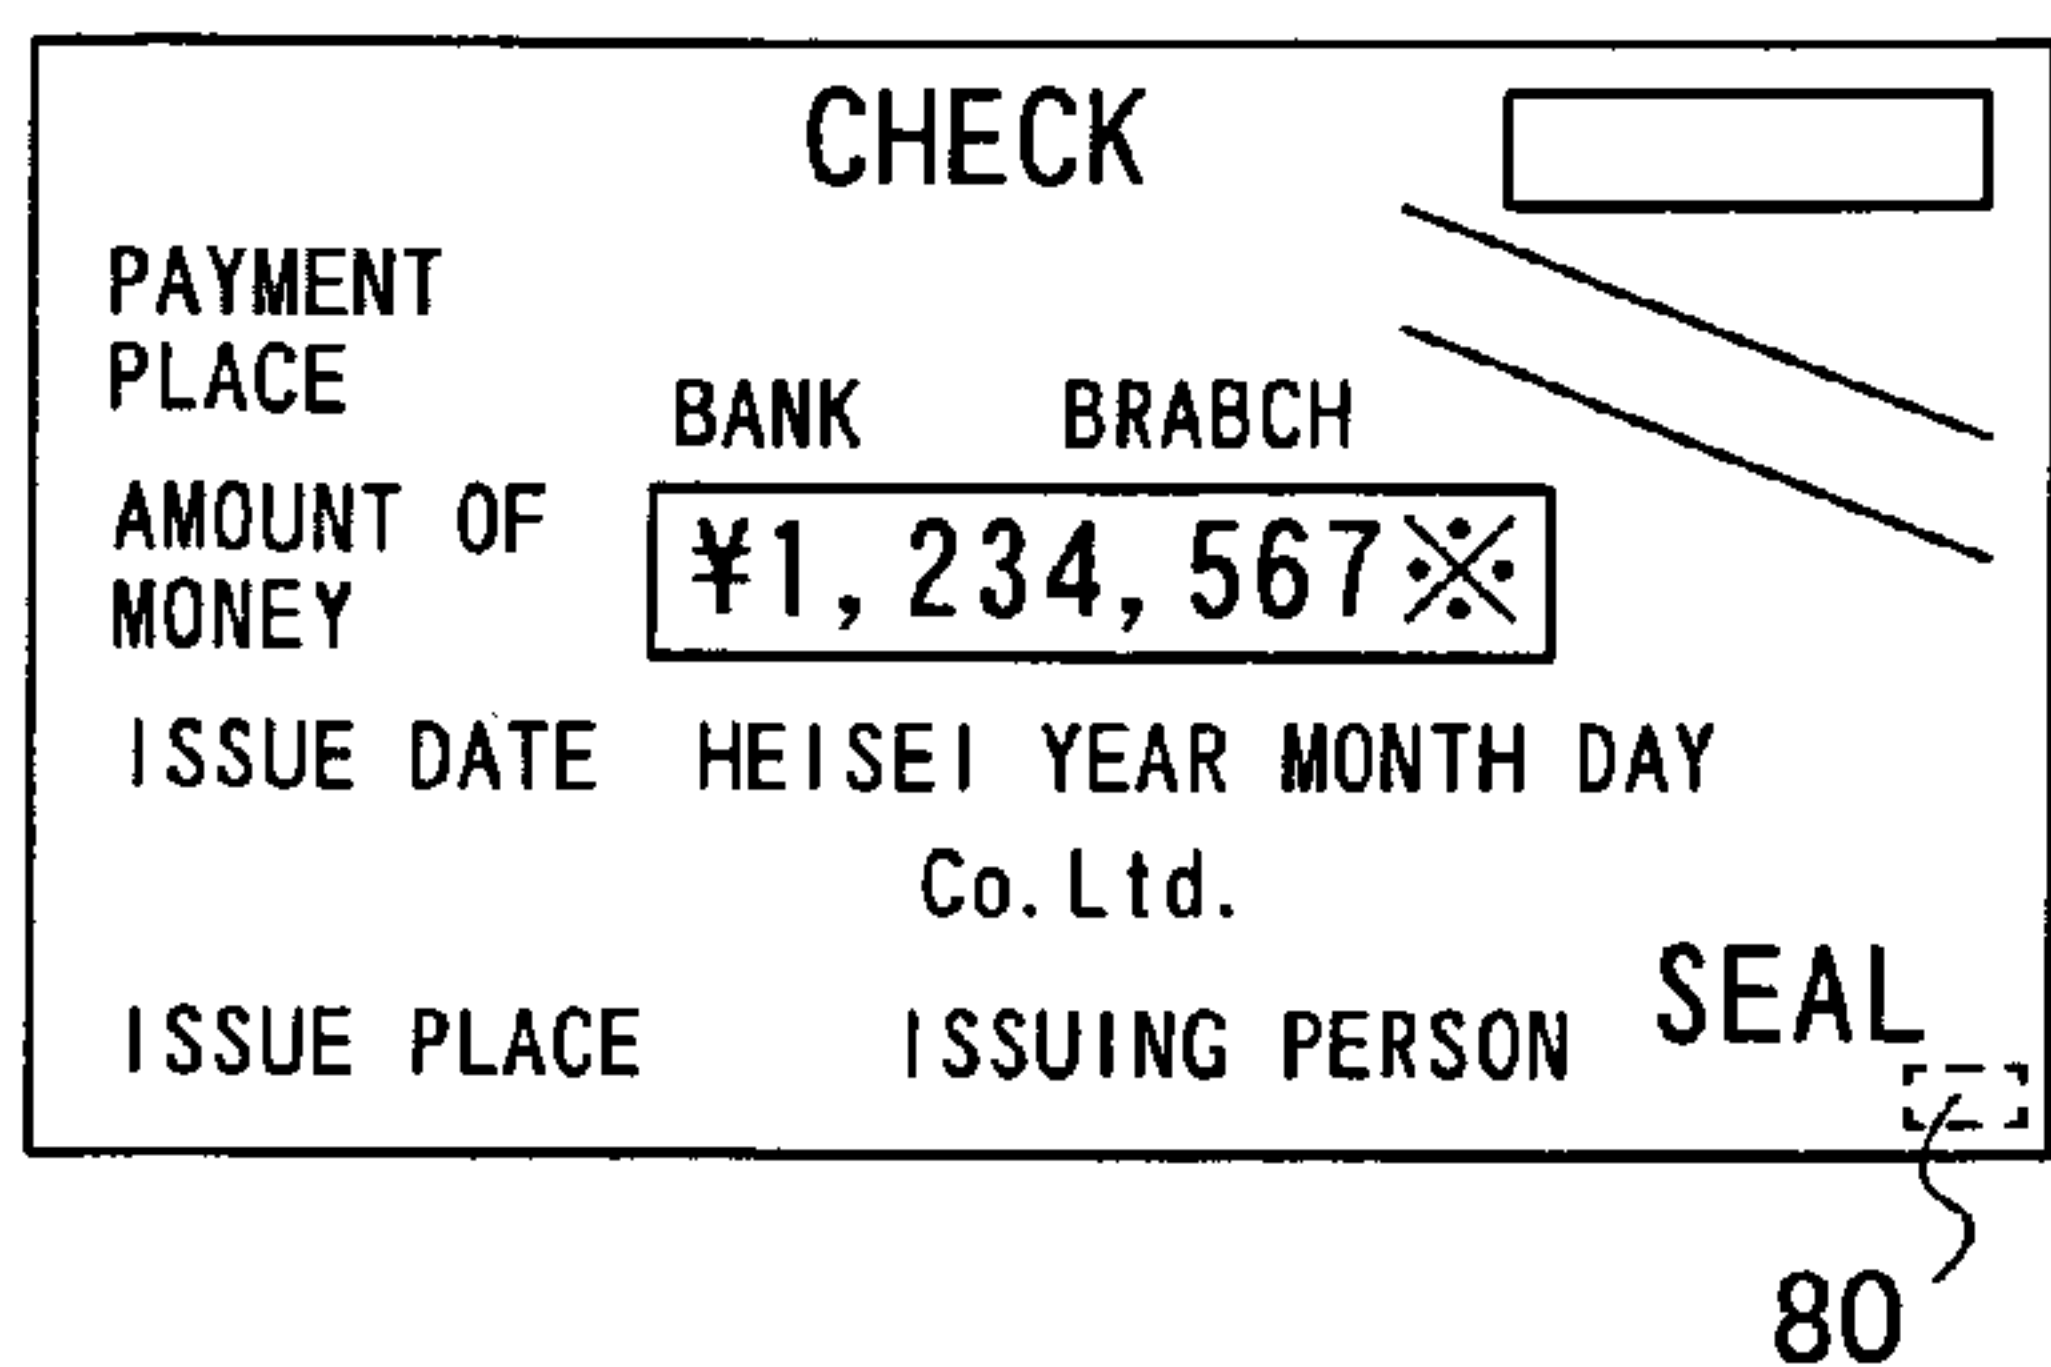 CHECK
PAYMENT
PLACE
BANK BRABCH
AMOUNT OF
MONEY
¥1,234,567※
ISSUE DATE HEISEI YEAR MONTH DAY
Co.Ltd.
SEAL
ISSUE PLACE ISSUING PERSON
80